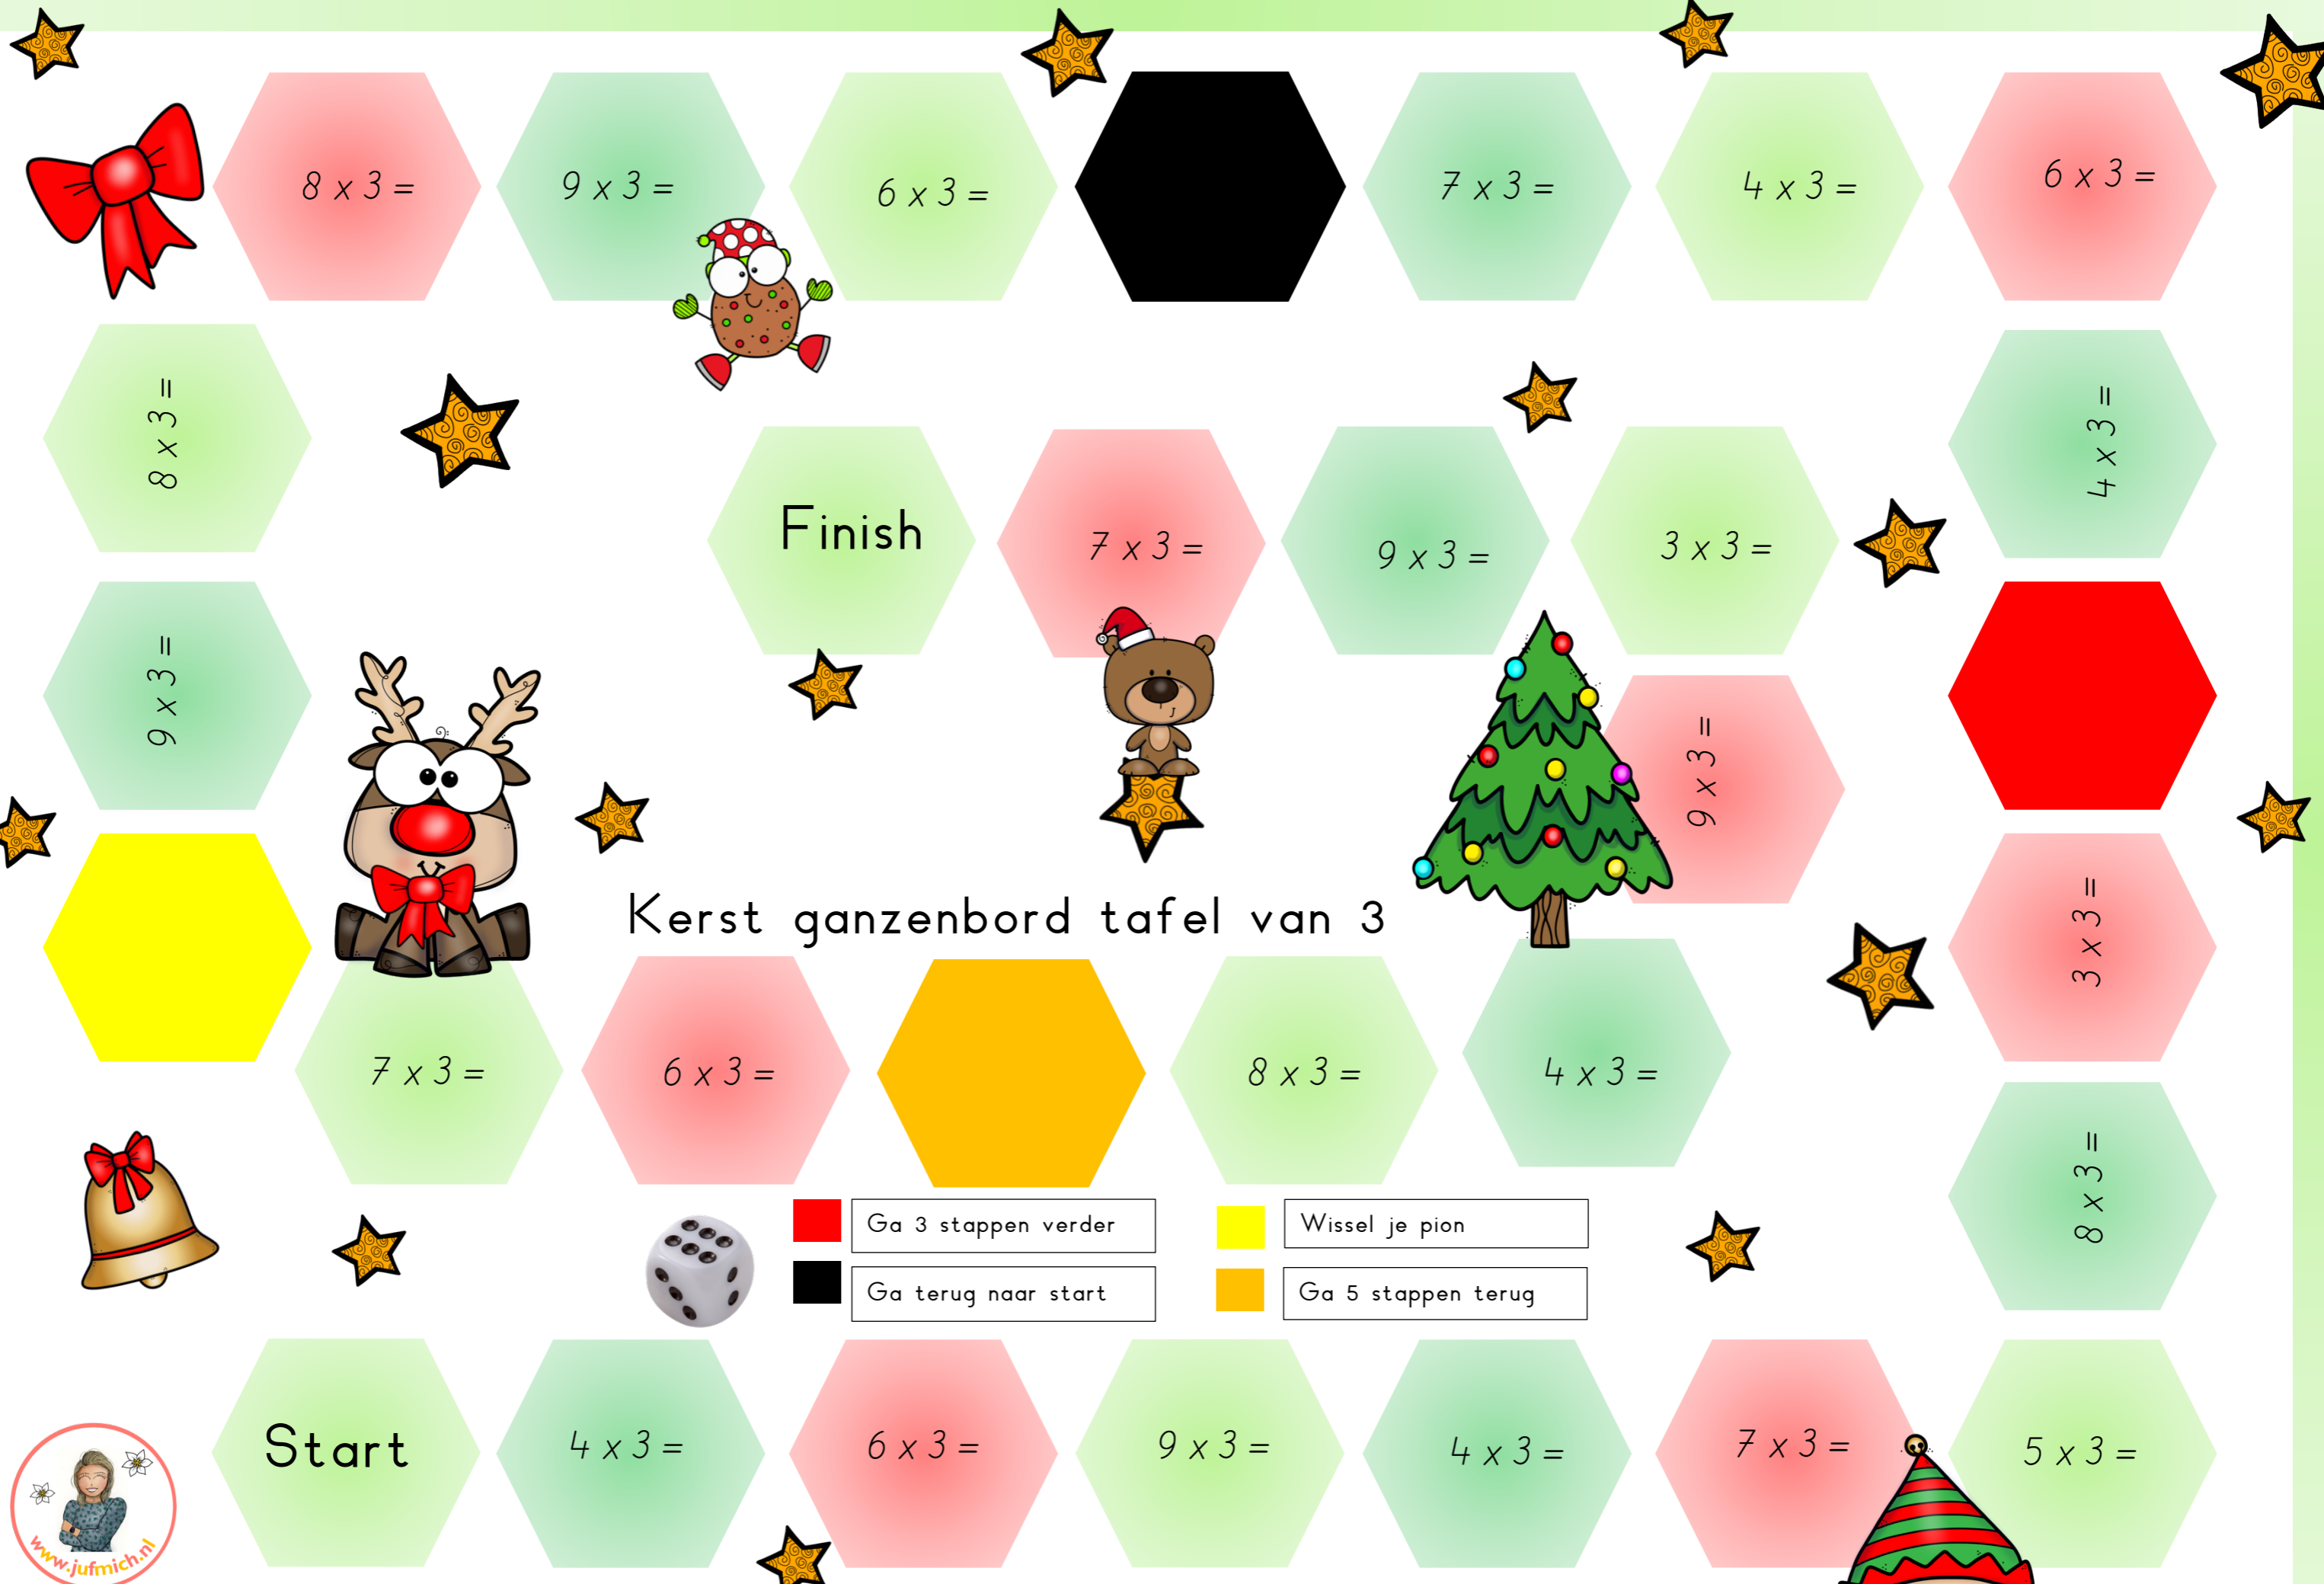 8 x 3 =
9 x 3 =
6 x 3 =
7 x 3 =
4 x 3 =
6 x 3 =
8 x 3 =
4 x 3 =
Finish
7 x 3 =
9 x 3 =
3 x 3 =
9 x 3 =
9 x 3 =
3 x 3 =
Kerst ganzenbord tafel van 3
7 x 3 =
6 x 3 =
8 x 3 =
4 x 3 =
8 x 3 =
Ga 3 stappen verder
Wissel je pion
Ga terug naar start
Ga 5 stappen terug
Start
4 x 3 =
6 x 3 =
9 x 3 =
4 x 3 =
7 x 3 =
5 x 3 =
www.jufmich.nl